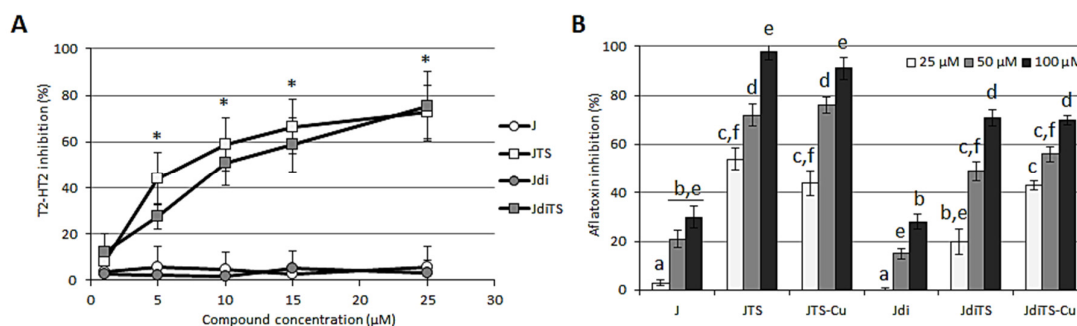 A
T2-HT2 inhibition (%)
100
80
60
40
20
0
* * * * *
0 5 10 15 20 25 30
Compound concentration (µM)
J
JTS
Jdi
JdiTS
B
Aflatoxin inhibition (%)
100
80
60
40
20
0
25 µM 50 µM 100 µM
a b,e
c,f d e
c,f d e
a e b
b,e c,f d
c d
J JTS JTS-Cu Jdi JdiTS JdiTS-Cu